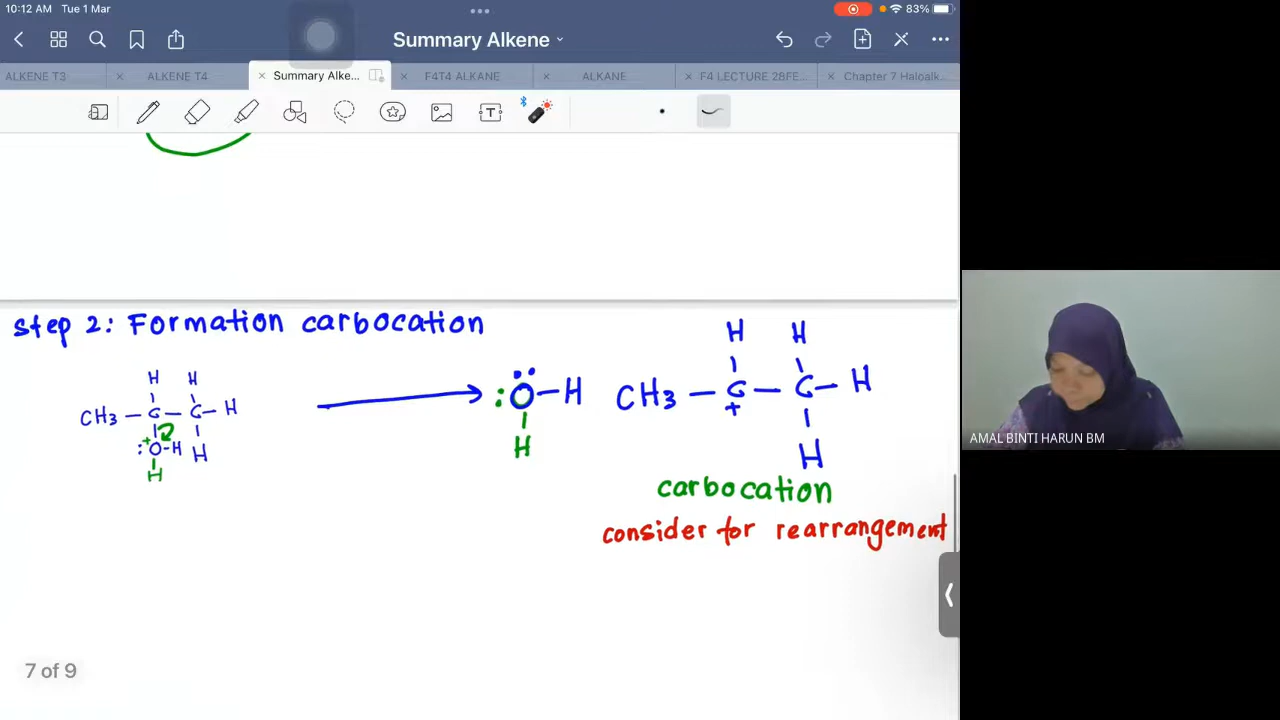 10:12 AM Tue 1 Mar
83%
Summary Alkene
ALKENE T3
ALKENE T4
Summary Alke...
F4T4 ALKANE
ALKANE
F4 LECTURE 28FE...
Chapter 7 Haloalk...
T
step 2: Formation carbocation
H H
CH3 - C - C - H
:O+ - H H
H
:Ö - H
H
H H
CH3 - C - C - H
+
H
carbocation
consider for rearrangement
AMAL BINTI HARUN BM
7 of 9